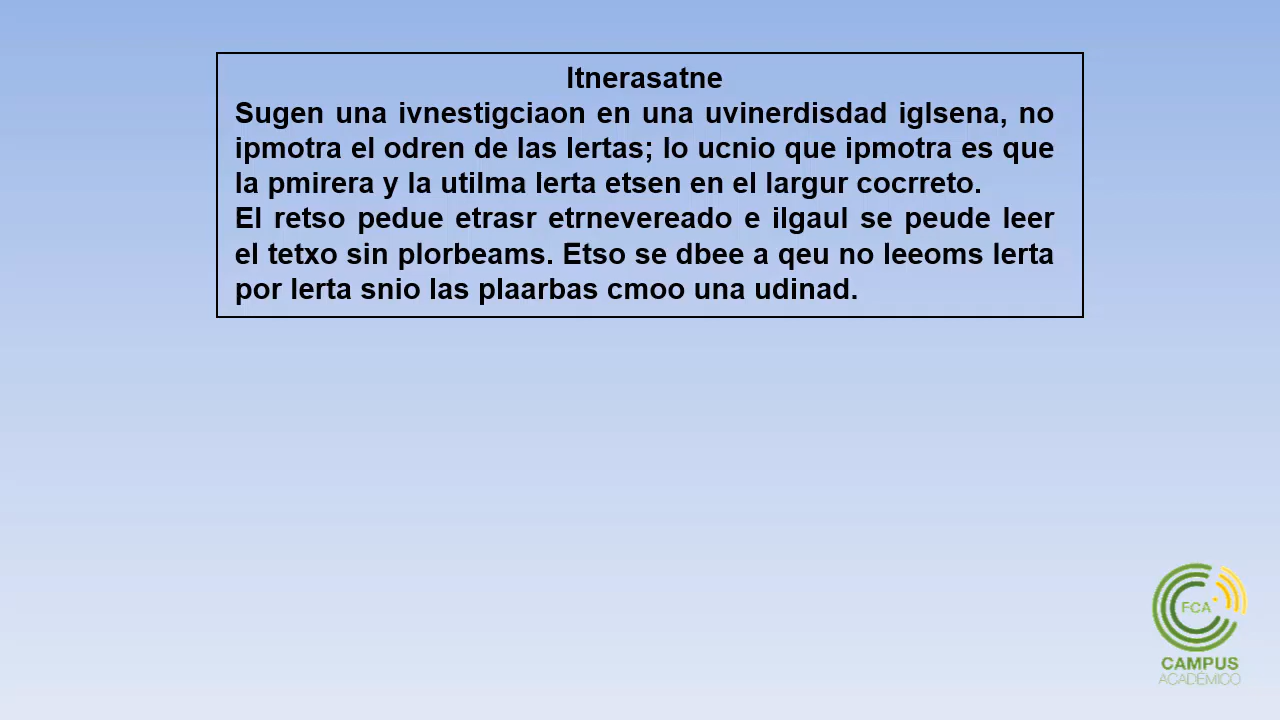 Itnerasatne
Sugen una ivnestigciaon en una uvinerdisdad iglsena, no
ipmotra el odren de las lertas; lo ucnio que ipmotra es que
la pmirera y la utilma lerta etsen en el largur cocrreto.
El retso pedue etrasr etrnevereado e ilgaul se peude leer
el tetxo sin plorbeams. Etso se dbee a qeu no leeoms lerta
por lerta snio las plaarbas cmoo una udinad.
FCA
CAMPUS
ACADÉMICO